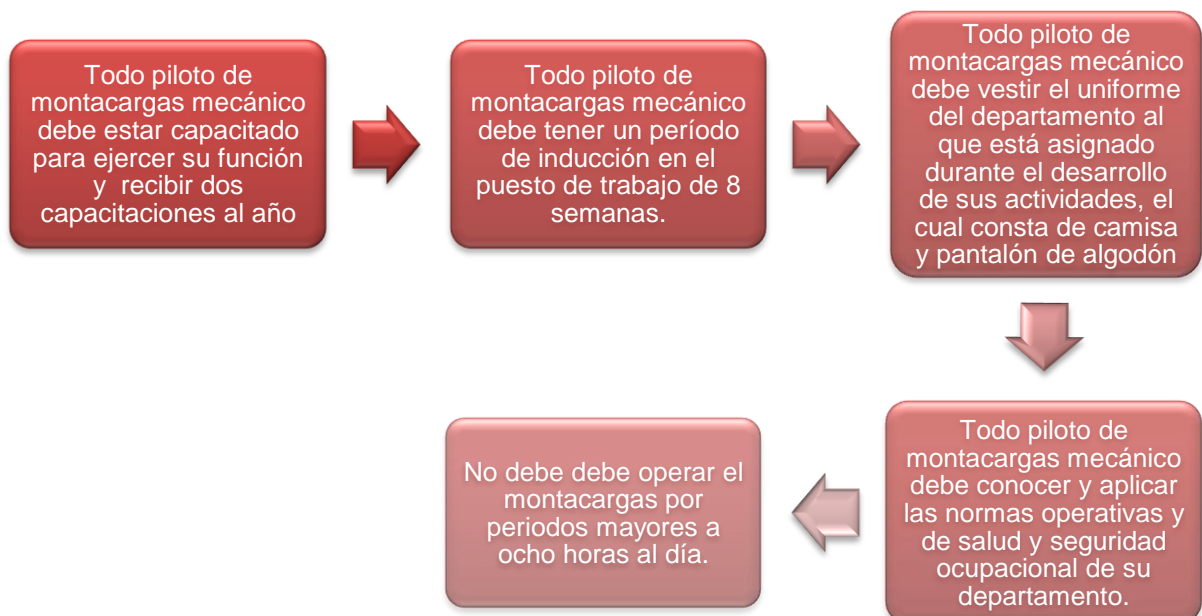 Todo piloto de
montacargas mecánico
debe estar capacitado
para ejercer su función
y recibir dos
capacitaciones al año
Todo piloto de
montacargas mecánico
debe tener un período
de inducción en el
puesto de trabajo de 8
semanas.
Todo piloto de
montacargas mecánico
debe vestir el uniforme
del departamento al
que está asignado
durante el desarrollo
de sus actividades, el
cual consta de camisa
y pantalón de algodón
Todo piloto de
montacargas mecánico
debe conocer y aplicar
las normas operativas y
de salud y seguridad
ocupacional de su
departamento.
No debe debe operar el
montacargas por
periodos mayores a
ocho horas al día.